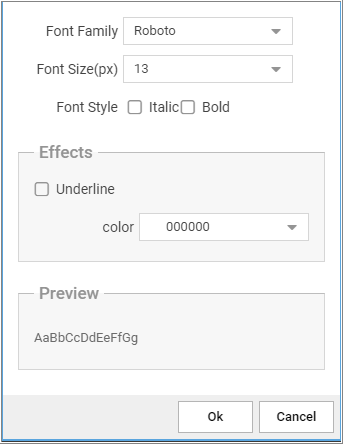 Font Family Roboto
Font Size(px) 13
Font Style Italic Bold
Effects
Underline
color 000000
Preview
AaBbCcDdEeFfGg
Ok Cancel